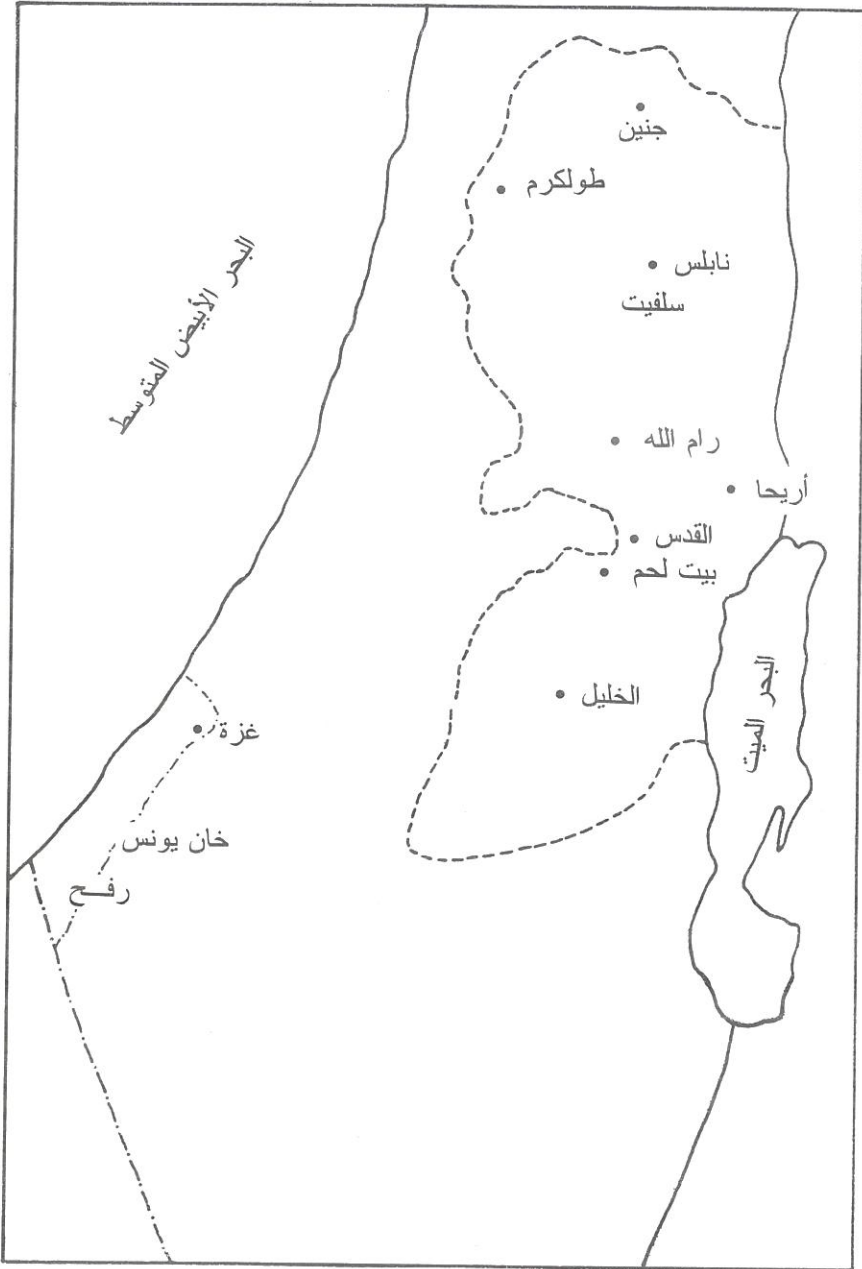 جنين
طولكرم
نابلس
سلفيت
البحر الأبيض المتوسط
رام الله
أريحا
القدس
بيت لحم
البحر الميت
الخليل
غزة
خان يونس
رفــح